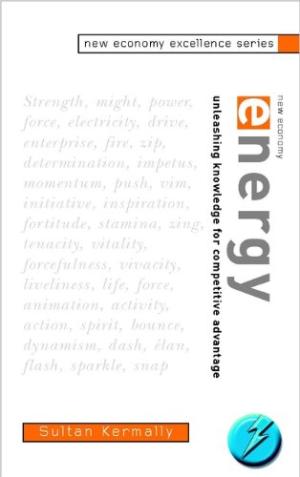 new economy excellence series
Strength, might, power,
force, electricity, drive,
enterprise, fire, zip,
determination, impetus,
momentum, push, vim,
initiative, inspiration,
fortitude, stamina, zing,
tenacity, vitality,
forcefulness, vivacity,
liveliness, life, force,
animation, activity,
action, spirit, bounce,
dynamism, dash, élan,
flash, sparkle, snap
new economy
energy
unleashing knowledge for competitive advantage
Sultan Kermally